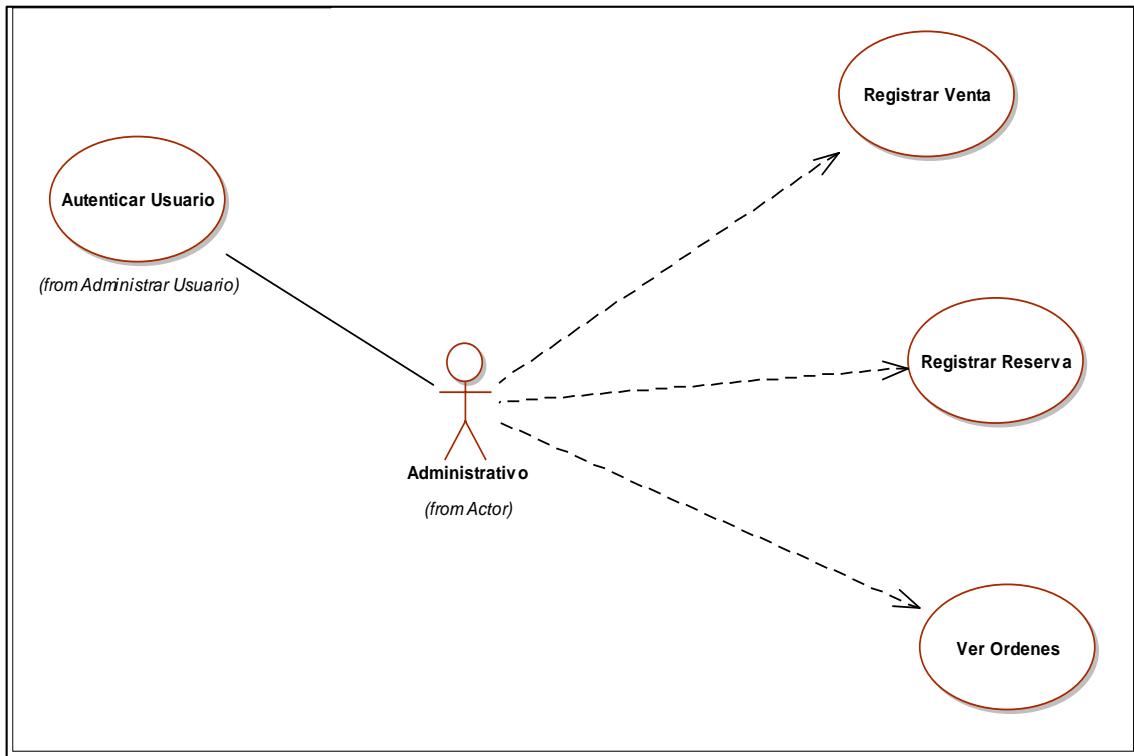 Registrar Venta
Autenticar Usuario
(from Administrar Usuario)
Registrar Reserva
Administrativo
(from Actor)
Ver Ordenes